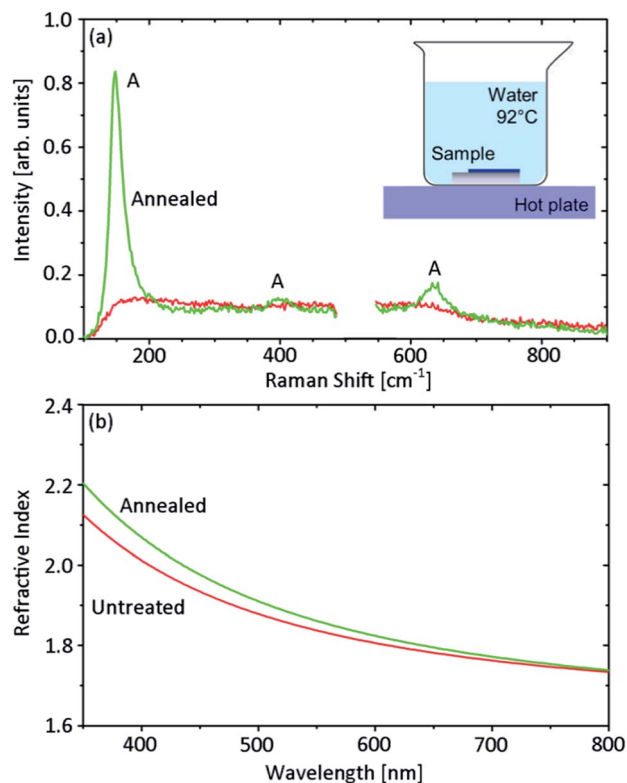 (a)
1.0
0.8
0.6
0.4
0.2
0.0
Intensity [arb. units]
A
Annealed
A
A
Water
92°C
Sample
Hot plate
200
400
600
800
Raman Shift [cm⁻¹]
(b)
2.4
2.2
2.0
1.8
1.6
Refractive Index
Annealed
Untreated
400
500
600
700
800
Wavelength [nm]